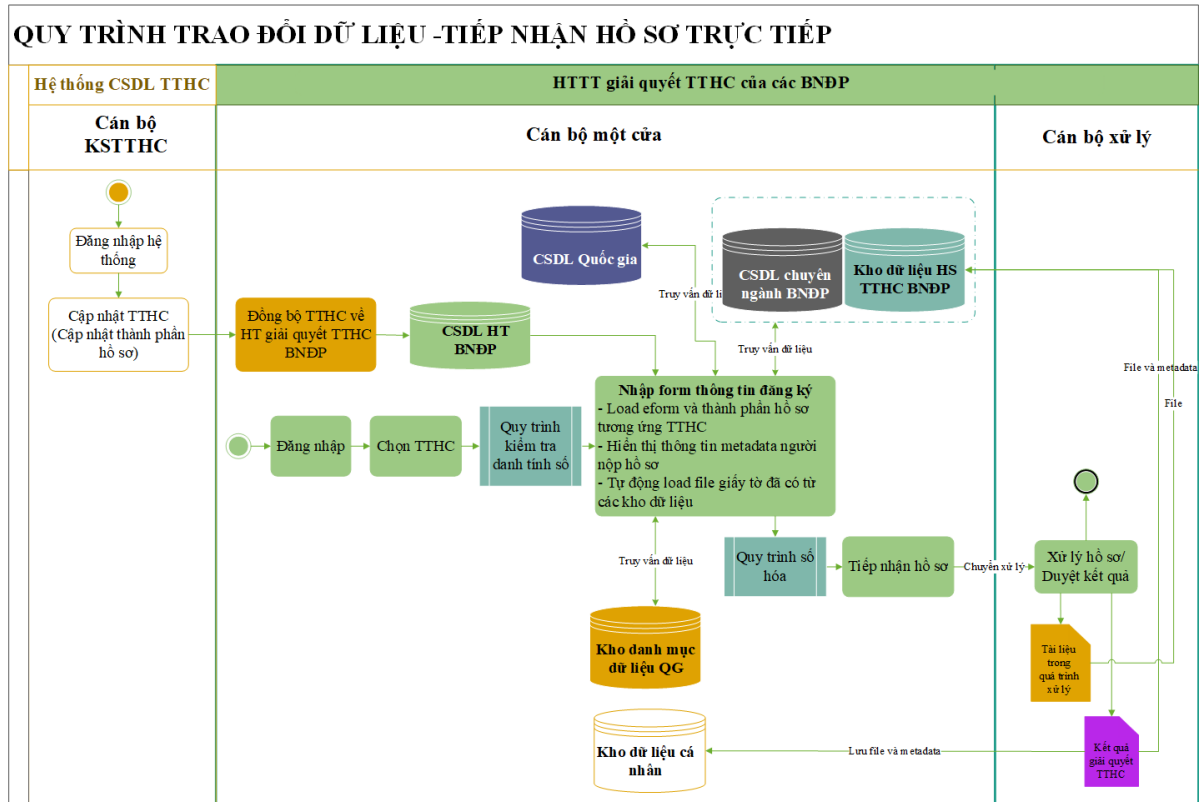 QUY TRÌNH TRAO ĐỔI DỮ LIỆU -TIẾP NHẬN HỒ SƠ TRỰC TIẾP
Hệ thống CSDL TTHC
HTTT giải quyết TTHC của các BNĐP
Cán bộ
KSTTHC
Cán bộ một cửa
Cán bộ xử lý
Đăng nhập hệ
thống
Cập nhật TTHC
(Cập nhật thành phần
hồ sơ)
Đồng bộ TTHC về
HT giải quyết TTHC
BNĐP
CSDL HT
BNĐP
CSDL Quốc
gia
CSDL chuyên
ngành BNĐP
Kho dữ liệu HS
TTHC BNĐP
Truy vấn dữ li
Truy vấn dữ liệu
File và metadata
File
Đăng nhập
Chọn TTHC
Quy trình
kiểm tra
danh tính số
Nhập form thông tin đăng ký
- Load eform và thành phần hồ sơ
tương ứng TTHC
- Hiển thị thông tin metadata người
nộp hồ sơ
- Tự động load file giấy tờ đã có từ
các kho dữ liệu
Truy vấn dữ liệu
Quy trình số
hóa
Tiếp nhận hồ sơ
Chuyển xử lý
Xử lý hồ sơ/
Duyệt kết quả
Kho danh mục
dữ liệu QG
Tài liệu
trong
quá trình
xử lý
Kho dữ liệu cá
nhân
Lưu file và metadata
Kết quả
giải quyết
TTHC